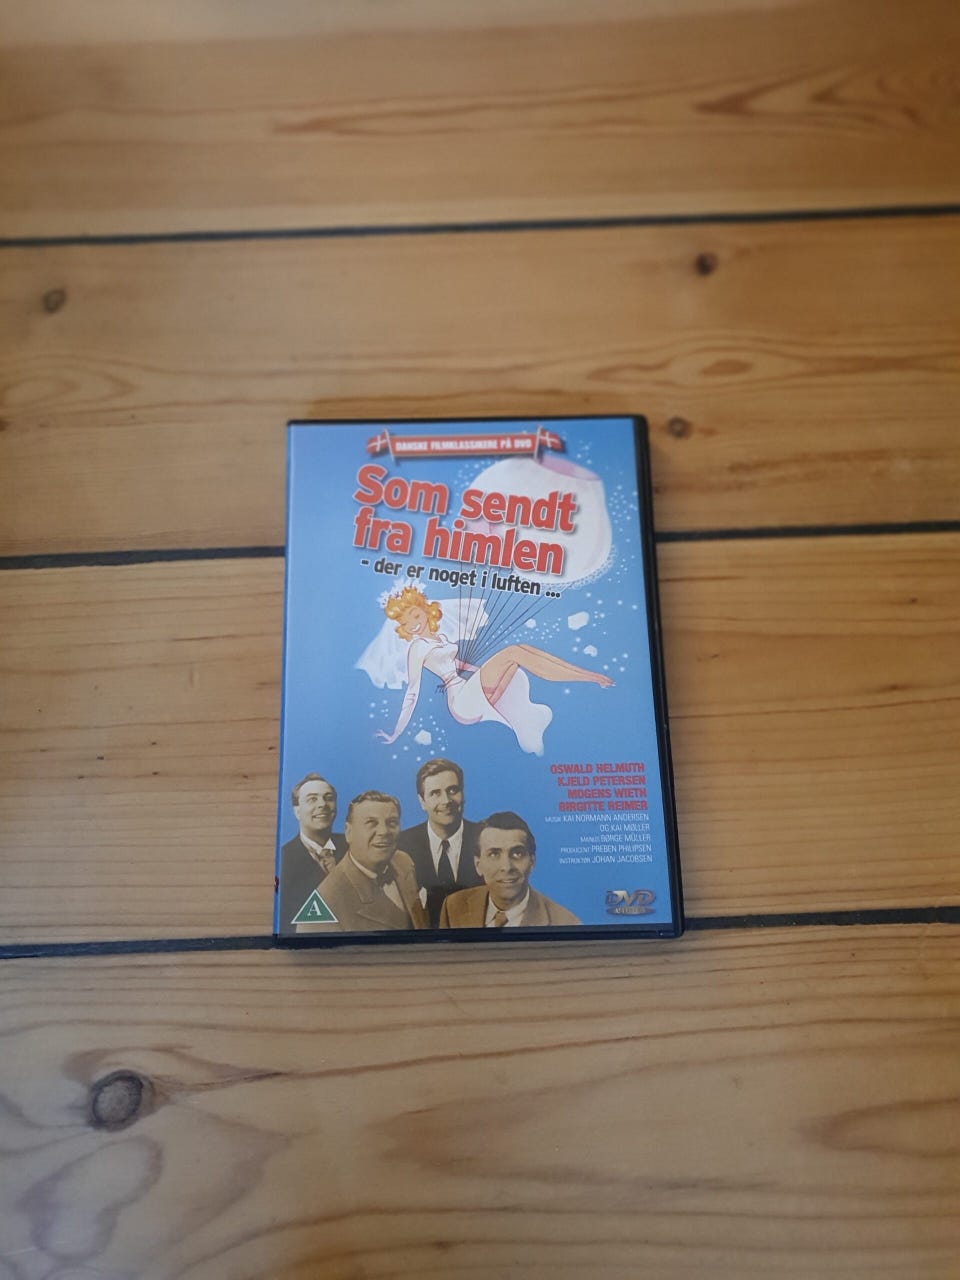 DANSKE FILMKLASSIKERE PÅ DVD
Som sendt
fra himlen
- der er noget i luften ...
OSWALD HELMUTH
KJELD PETERSEN
MOGENS WIETH
BIRGITTE REIMER
MUSIK KAI NORMANN ANDERSEN
OG KAI MØLLER
MANUS BØRGE MÜLLER
PRODUCENT PREBEN PHILIPSEN
INSTRUKTØR JOHAN JACOBSEN
A
DVD